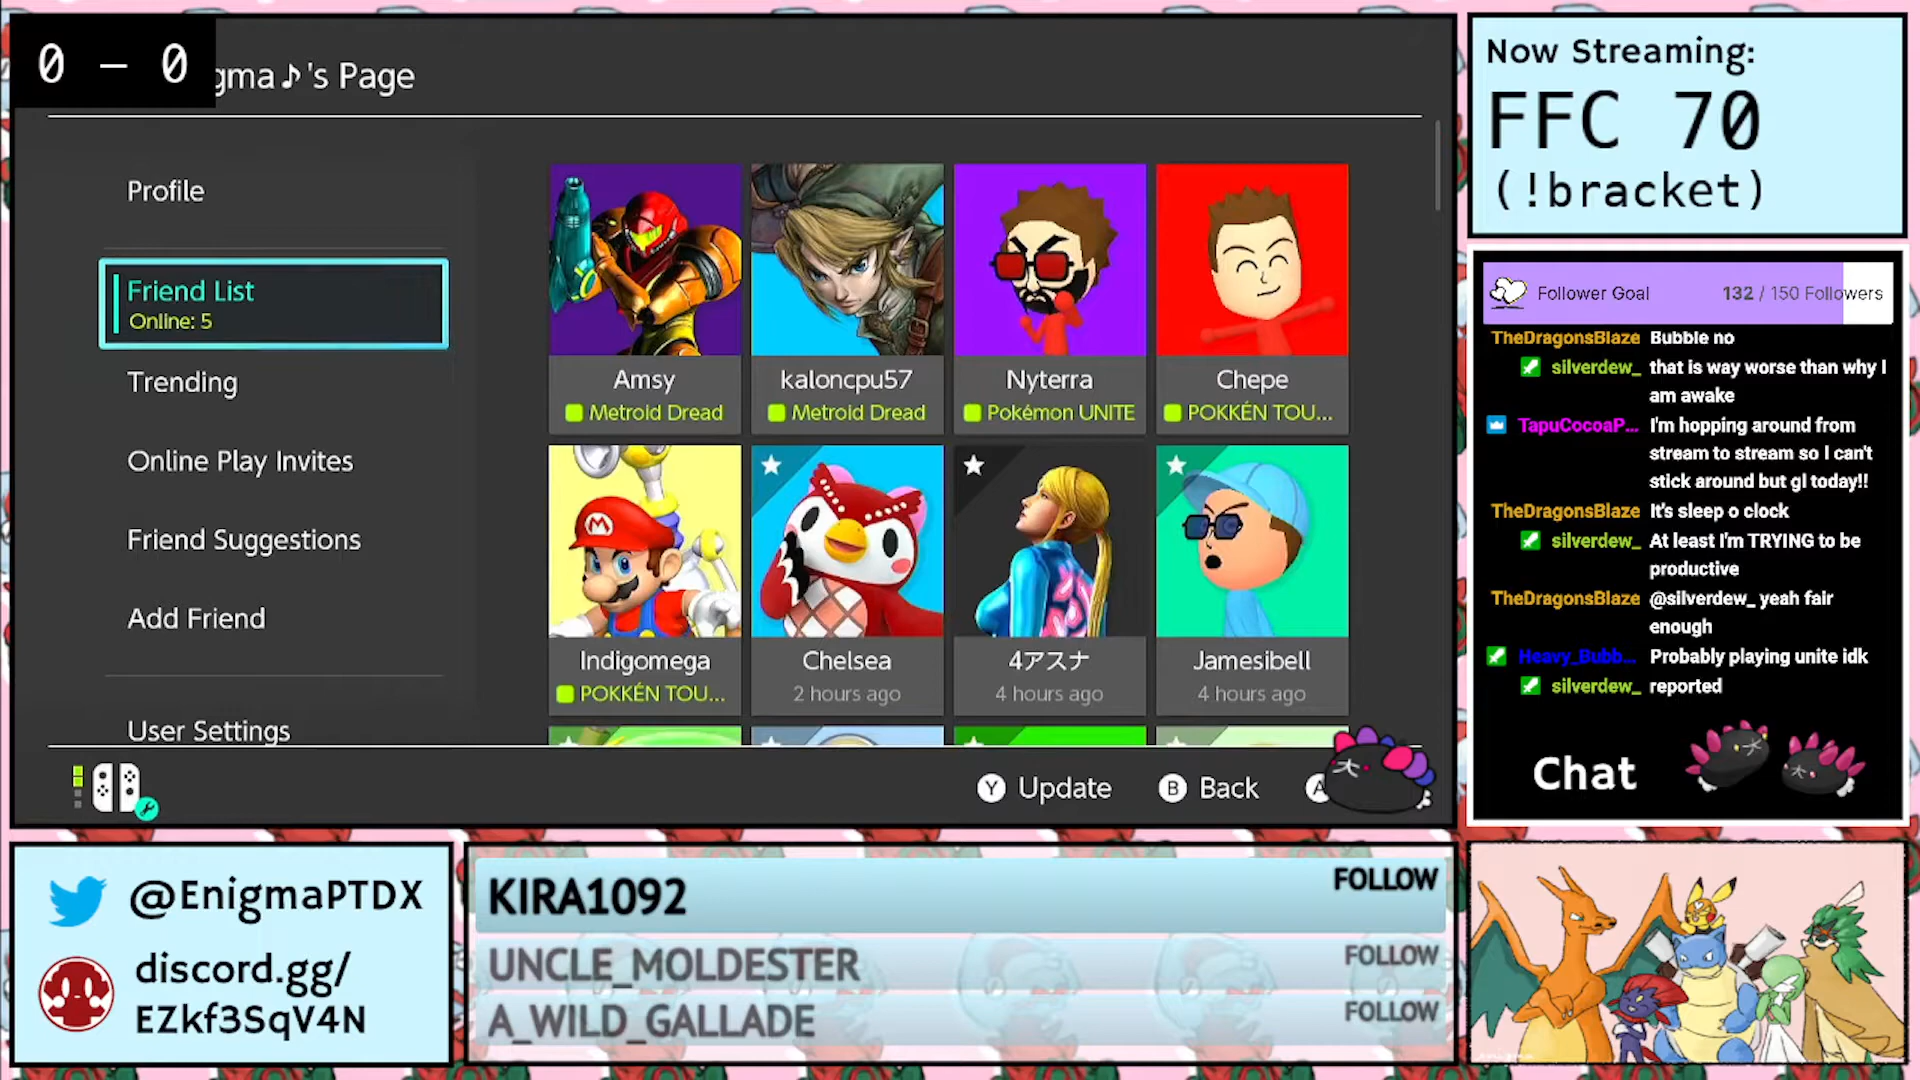 0 – 0
gma♪'s Page
Profile
Friend List
Online: 5
Trending
Online Play Invites
Friend Suggestions
Add Friend
User Settings
Amsy
Metroid Dread
kaloncpu57
Metroid Dread
Nyterra
Pokémon UNITE
Chepe
POKKÉN TOU...
Indigomega
POKKÉN TOU...
Chelsea
2 hours ago
4アスナ
4 hours ago
Jamesibell
4 hours ago
Y Update
B Back
A
Now Streaming:
FFC 70
(!bracket)
Follower Goal
132 / 150 Followers
TheDragonsBlaze Bubble no
silverdew_ that is way worse than why I
am awake
TapuCocoaP... I'm hopping around from
stream to stream so I can't
stick around but gl today!!
TheDragonsBlaze It's sleep o clock
silverdew_ At least I'm TRYING to be
productive
TheDragonsBlaze @silverdew_ yeah fair
enough
Heavy_Bubb... Probably playing unite idk
silverdew_ reported
Chat
@EnigmaPTDX
discord.gg/
EZkf3SqV4N
KIRA1092 FOLLOW
UNCLE_MOLDESTER FOLLOW
A_WILD_GALLADE FOLLOW